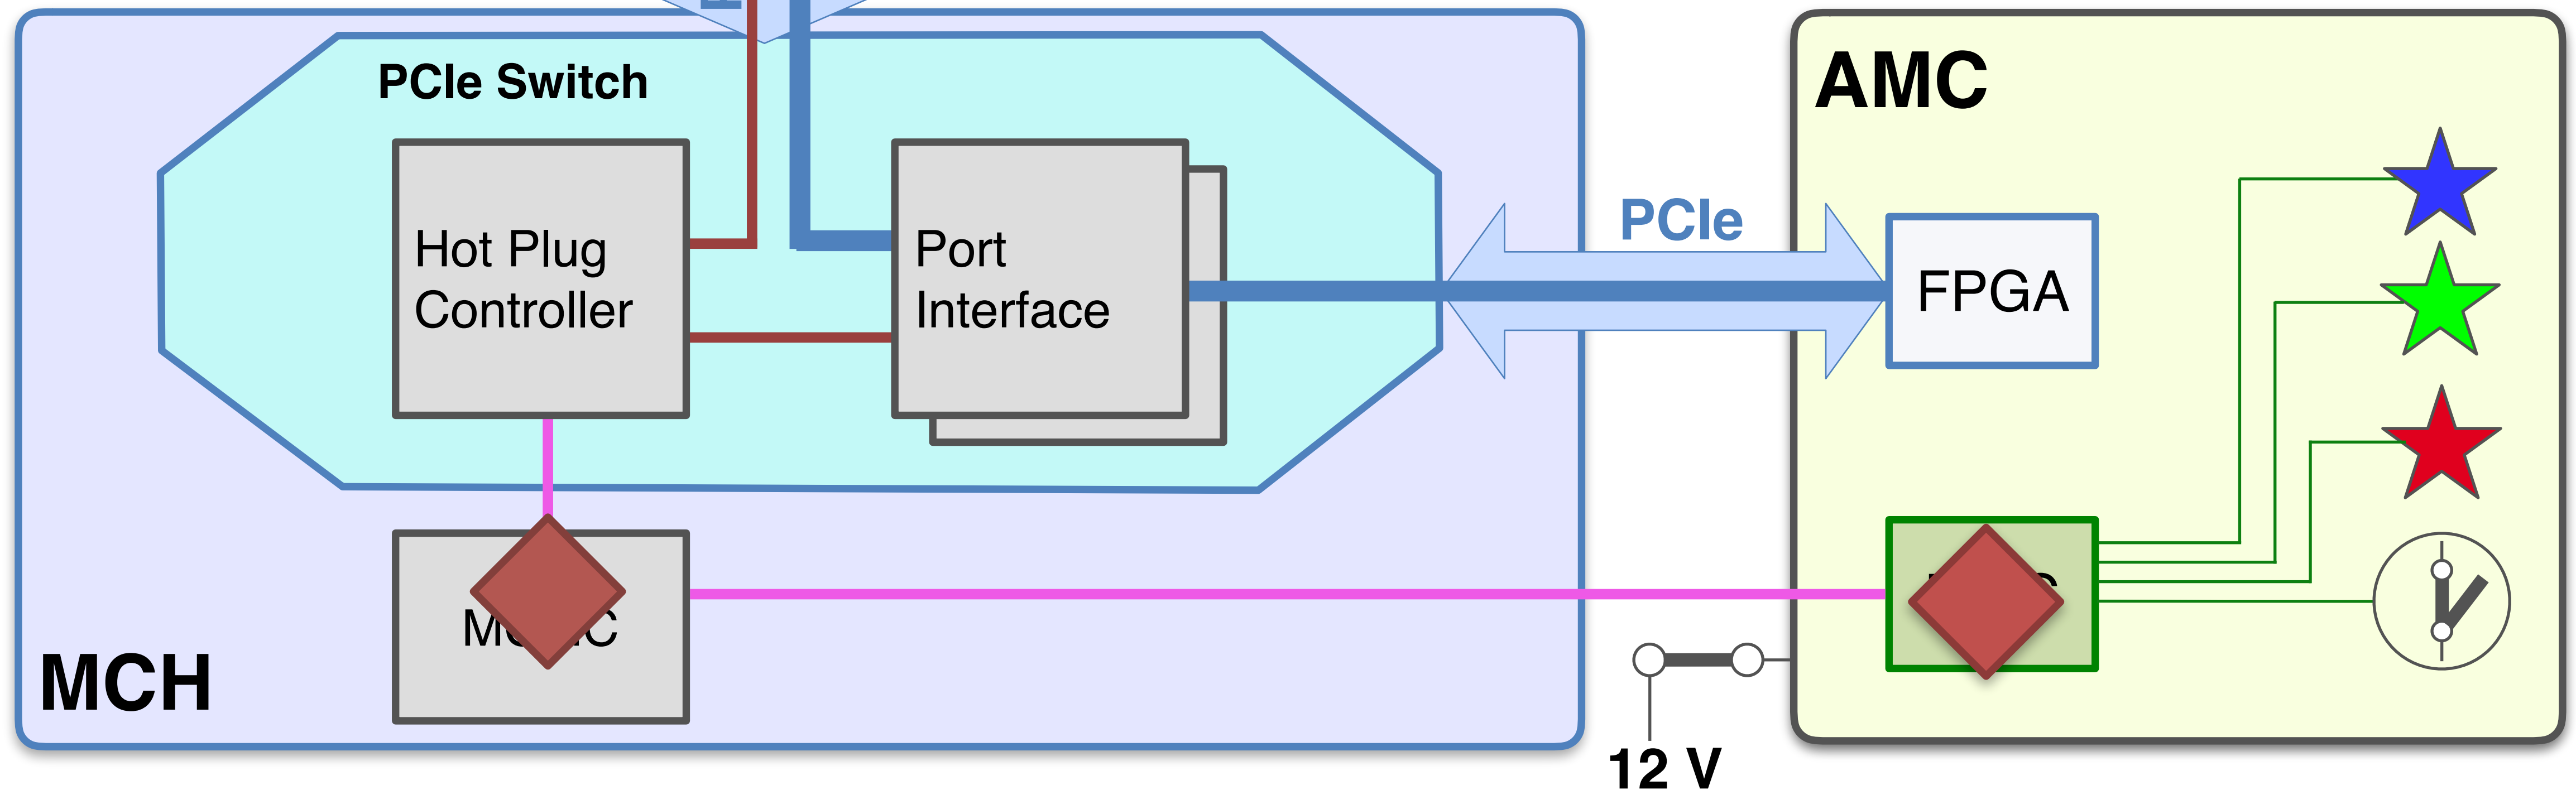 PCIe Switch
AMC
Hot Plug
Controller
Port
Interface
PCIe
FPGA
MCH
12 V